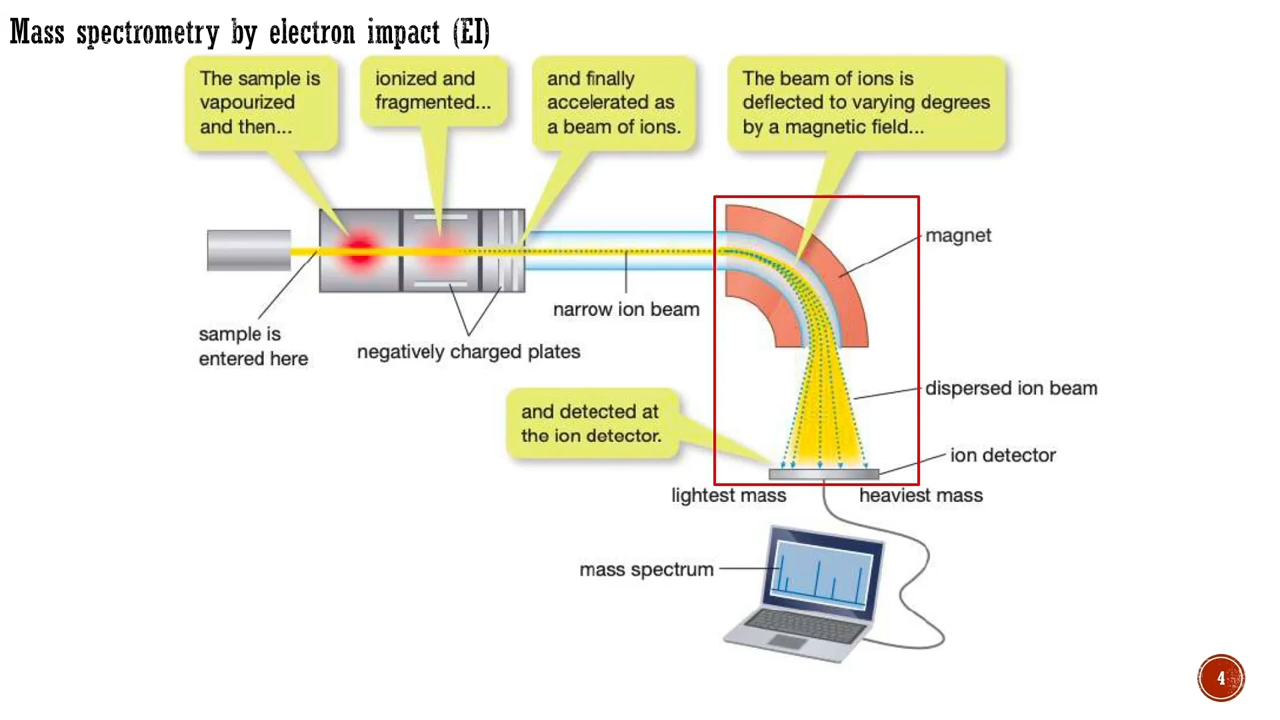 Mass spectrometry by electron impact (EI)
The sample is
vapourized
and then...
ionized and
fragmented...
and finally
accelerated as
a beam of ions.
The beam of ions is
deflected to varying degrees
by a magnetic field...
magnet
narrow ion beam
sample is
entered here
negatively charged plates
dispersed ion beam
and detected at
the ion detector.
ion detector
lightest mass
heaviest mass
mass spectrum
4